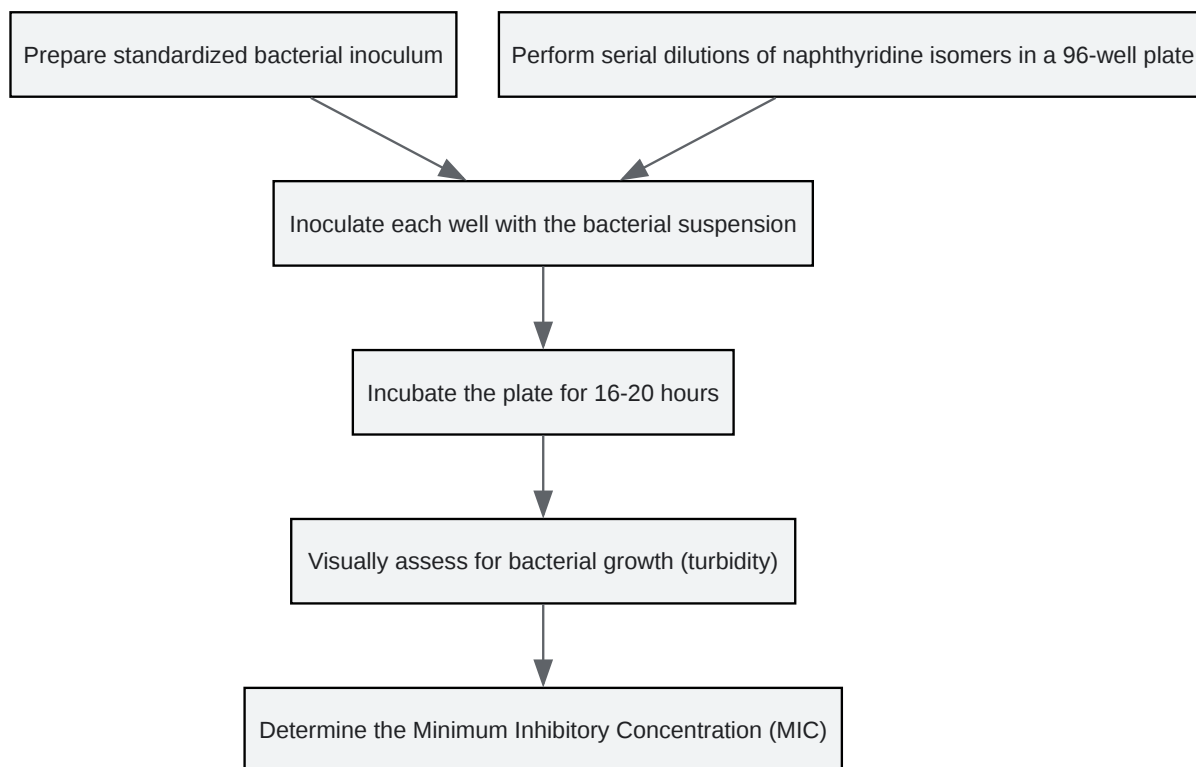 Prepare standardized bacterial inoculum
Perform serial dilutions of naphthyridine isomers in a 96-well plate
Inoculate each well with the bacterial suspension
Incubate the plate for 16-20 hours
Visually assess for bacterial growth (turbidity)
Determine the Minimum Inhibitory Concentration (MIC)